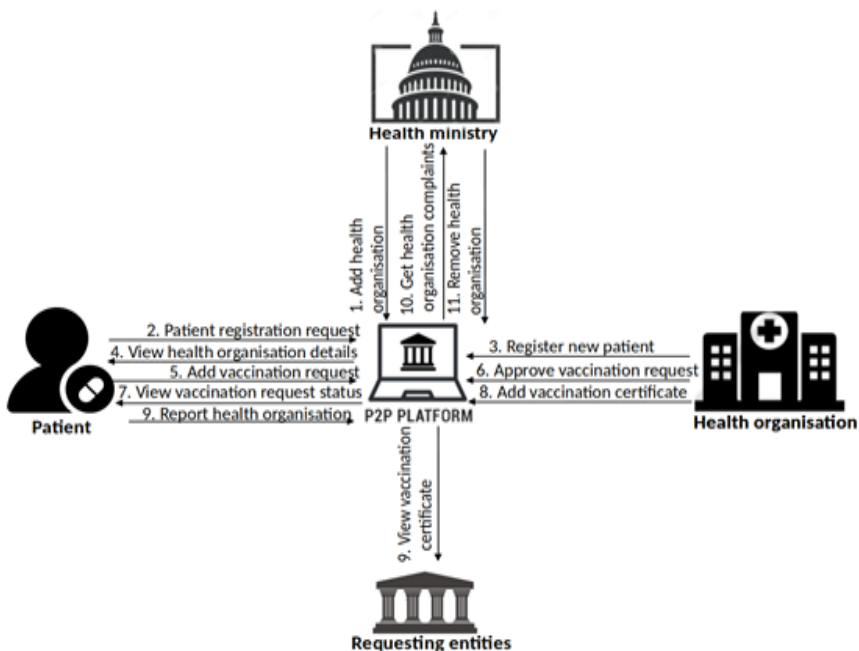 Health ministry
1. Add health
organisation
10. Get health
organisation complaints
11. Remove health
organisation
2. Patient registration request
4. View health organisation details
5. Add vaccination request
7. View vaccination request status
9. Report health organisation
Patient
P2P PLATFORM
3. Register new patient
6. Approve vaccination request
8. Add vaccination certificate
Health organisation
9. View vaccination
certificate
Requesting entities